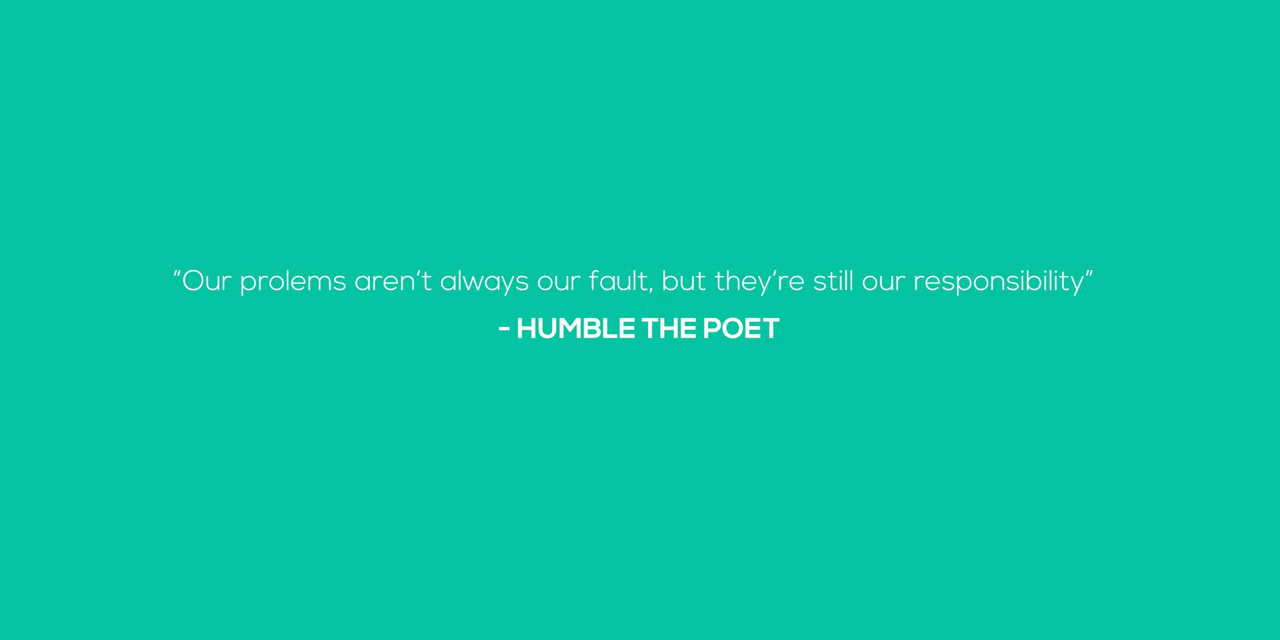 “Our prolems aren’t always our fault, but they’re still our responsibility”
- HUMBLE THE POET